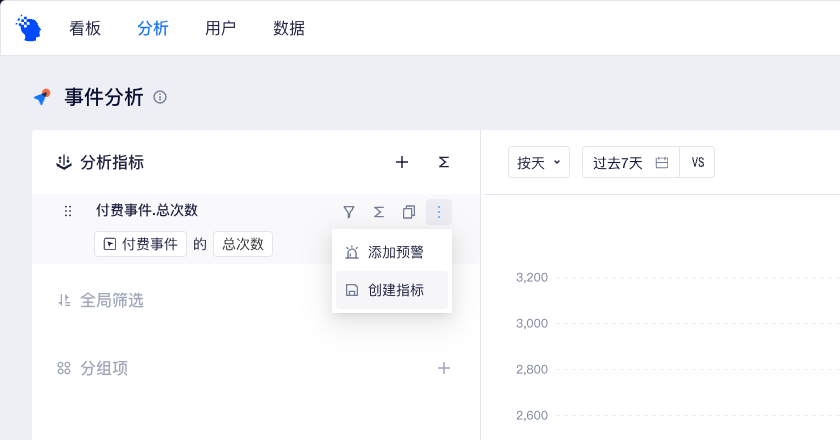 看板 分析 用户 数据
事件分析
分析指标
按天 过去7天 VS
付费事件.总次数
付费事件 的 总次数
添加预警
创建指标
全局筛选
分组项
3,200
3,000
2,800
2,600